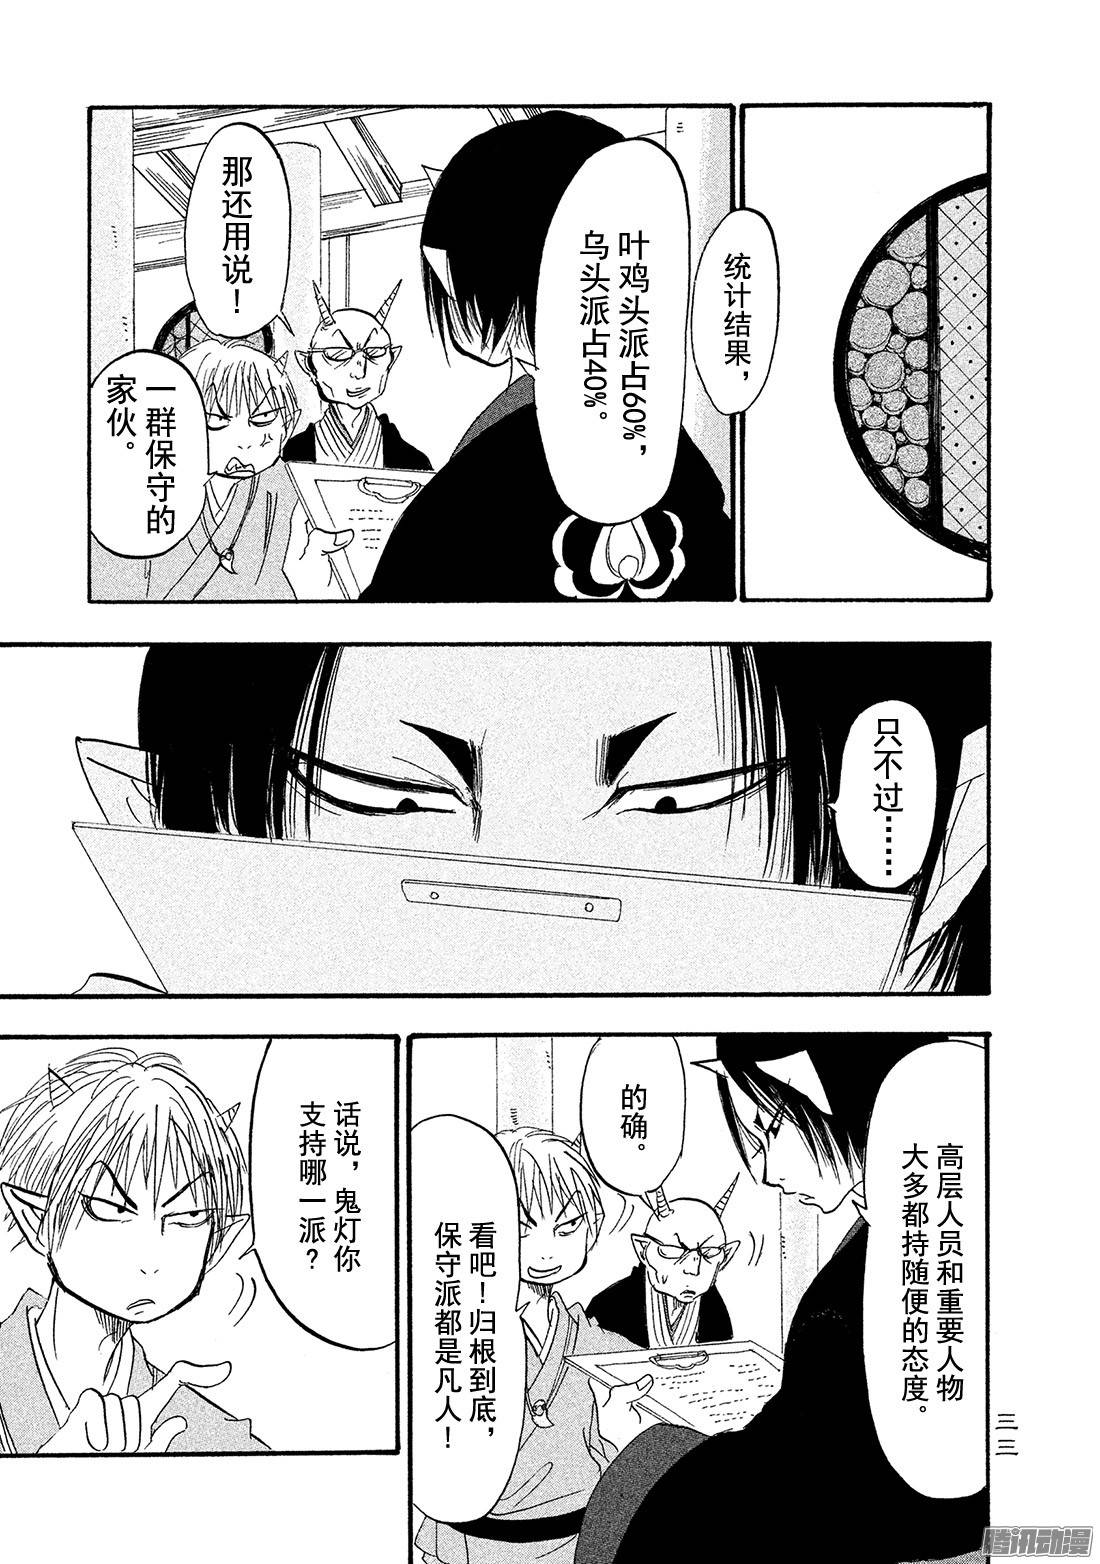 统计结果，
叶鸡头派占60%，
乌头派占40%。
那还用说！
一群保守的
家伙。
只不过……
高层人员和重要人物
大多都持随便的态度。
的确。
看吧！归根到底，
保守派都是凡人！
话说，鬼灯你
支持哪一派？
三三
腾讯动漫